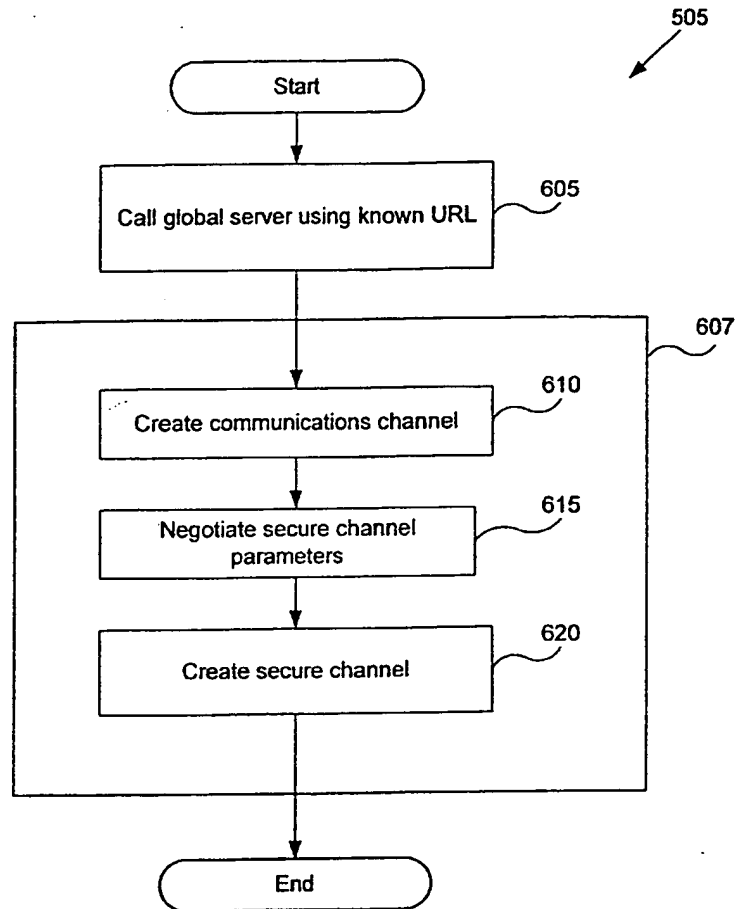 505
Start
Call global server using known URL
605
607
Create communications channel
610
Negotiate secure channel
parameters
615
Create secure channel
620
End